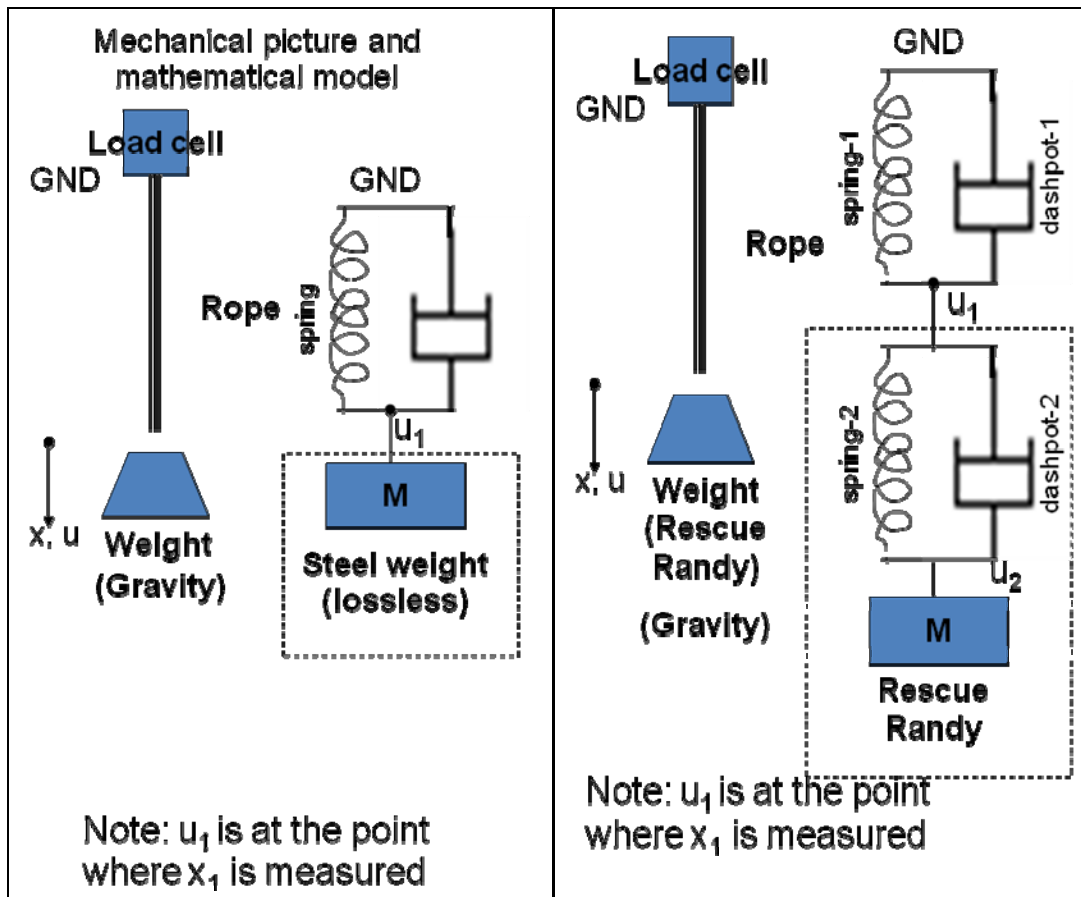 Mechanical picture and
mathematical model
Load cell
GND
GND
Rope
spring
u1
x, u
Weight
(Gravity)
M
Steel weight
(lossless)
Note: u1 is at the point
where x1 is measured
Load cell
GND
GND
spring-1
dashpot-1
Rope
u1
x, u
Weight
(Rescue
Randy)
(Gravity)
spring-2
dashpot-2
u2
M
Rescue
Randy
Note: u1 is at the point
where x1 is measured